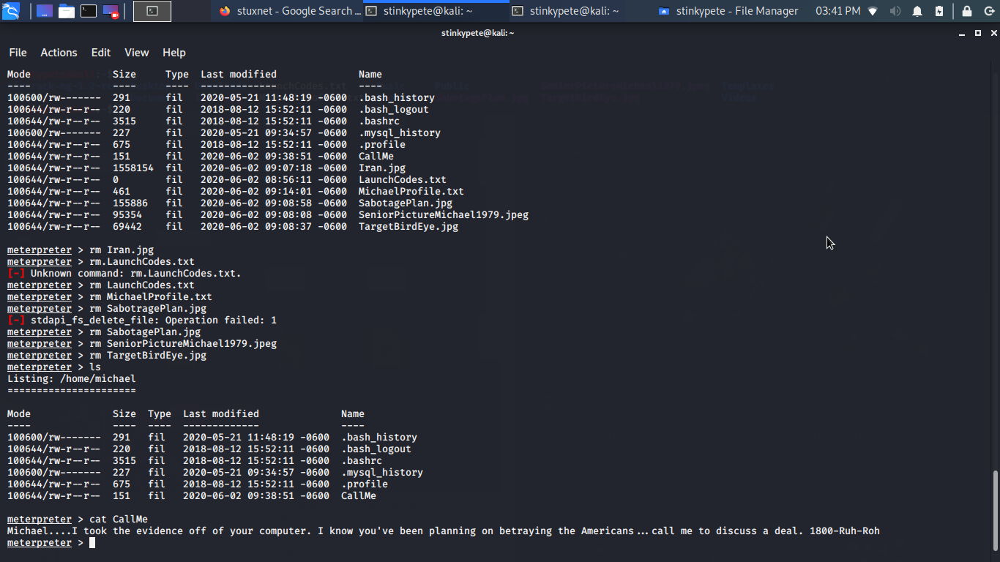 stuxnet - Google Search ... stinkypete@kali: ~ stinkypete@kali: ~ stinkypete - File Manager 03:41 PM
stinkypete@kali: ~
File Actions Edit View Help
Mode Size Type Last modified Name
---- ---- ---- ------------- ----
100600/rw------- 291 fil 2020-05-21 11:48:19 -0600 .bash_history
100644/rw-r--r-- 220 fil 2018-08-12 15:52:11 -0600 .bash_logout
100644/rw-r--r-- 3515 fil 2018-08-12 15:52:11 -0600 .bashrc
100600/rw------- 227 fil 2020-05-21 09:34:57 -0600 .mysql_history
100644/rw-r--r-- 675 fil 2018-08-12 15:52:11 -0600 .profile
100644/rw-r--r-- 151 fil 2020-06-02 09:38:51 -0600 CallMe
100644/rw-r--r-- 1558154 fil 2020-06-02 09:07:18 -0600 Iran.jpg
100644/rw-r--r-- 0 fil 2020-06-02 08:56:11 -0600 LaunchCodes.txt
100644/rw-r--r-- 461 fil 2020-06-02 09:14:01 -0600 MichaelProfile.txt
100644/rw-r--r-- 155886 fil 2020-06-02 09:08:58 -0600 SabotagePlan.jpg
100644/rw-r--r-- 95354 fil 2020-06-02 09:08:08 -0600 SeniorPictureMichael1979.jpeg
100644/rw-r--r-- 69442 fil 2020-06-02 09:08:37 -0600 TargetBirdEye.jpg
meterpreter > rm Iran.jpg
meterpreter > rm.LaunchCodes.txt
[-] Unknown command: rm.LaunchCodes.txt.
meterpreter > rm LaunchCodes.txt
meterpreter > rm MichaelProfile.txt
meterpreter > rm SabotragePlan.jpg
[-] stdapi_fs_delete_file: Operation failed: 1
meterpreter > rm SabotagePlan.jpg
meterpreter > rm SeniorPictureMichael1979.jpeg
meterpreter > rm TargetBirdEye.jpg
meterpreter > ls
Listing: /home/michael
======================
Mode Size Type Last modified Name
---- ---- ---- ------------- ----
100600/rw------- 291 fil 2020-05-21 11:48:19 -0600 .bash_history
100644/rw-r--r-- 220 fil 2018-08-12 15:52:11 -0600 .bash_logout
100644/rw-r--r-- 3515 fil 2018-08-12 15:52:11 -0600 .bashrc
100600/rw------- 227 fil 2020-05-21 09:34:57 -0600 .mysql_history
100644/rw-r--r-- 675 fil 2018-08-12 15:52:11 -0600 .profile
100644/rw-r--r-- 151 fil 2020-06-02 09:38:51 -0600 CallMe
meterpreter > cat CallMe
Michael....I took the evidence off of your computer. I know you've been planning on betraying the Americans...call me to discuss a deal. 1800-Ruh-Roh
meterpreter >